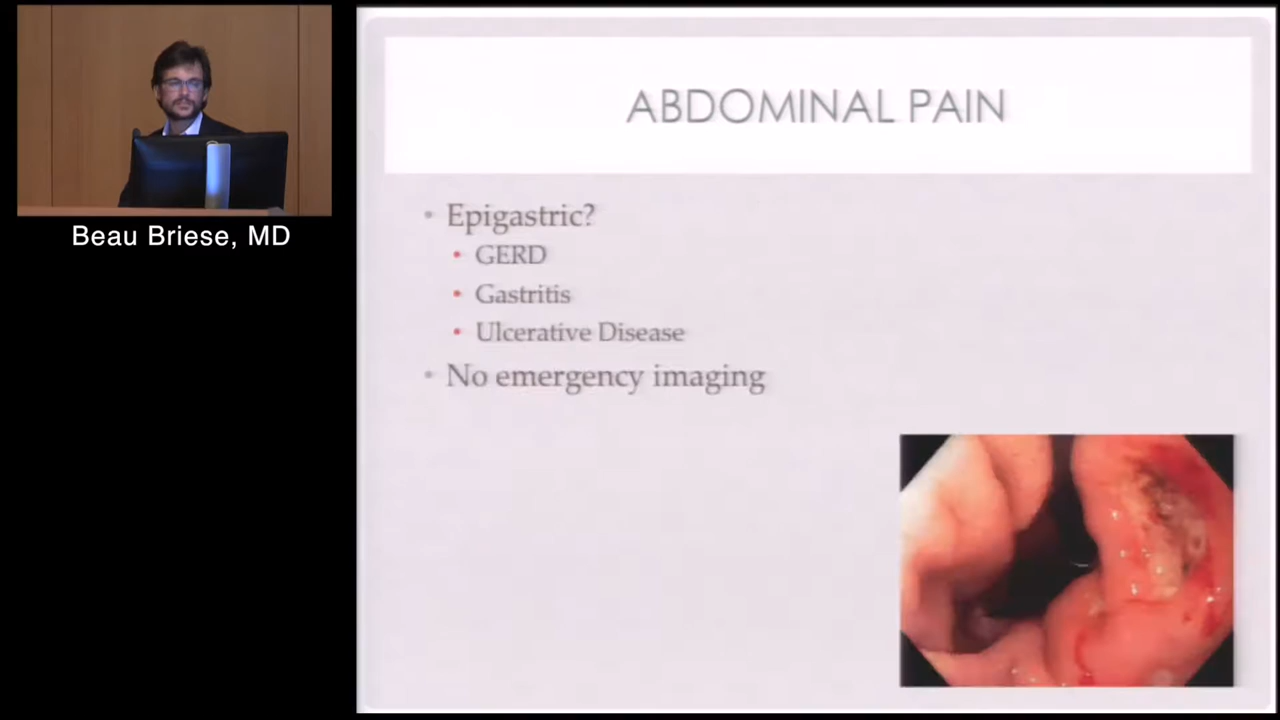 Beau Briese, MD
ABDOMINAL PAIN
• Epigastric?
• GERD
• Gastritis
• Ulcerative Disease
• No emergency imaging